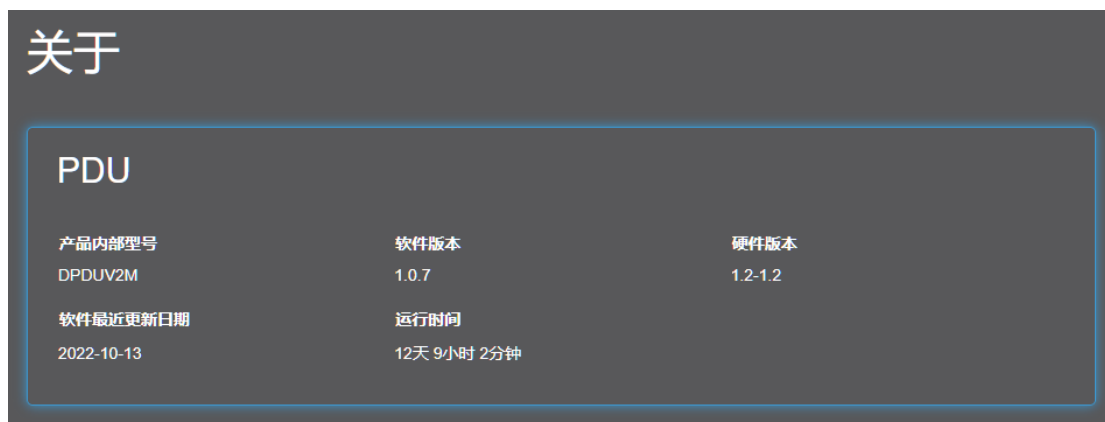 关于
PDU
产品内部型号 软件版本 硬件版本
DPDUV2M 1.0.7 1.2-1.2
软件最近更新日期 运行时间
2022-10-13 12天 9小时 2分钟